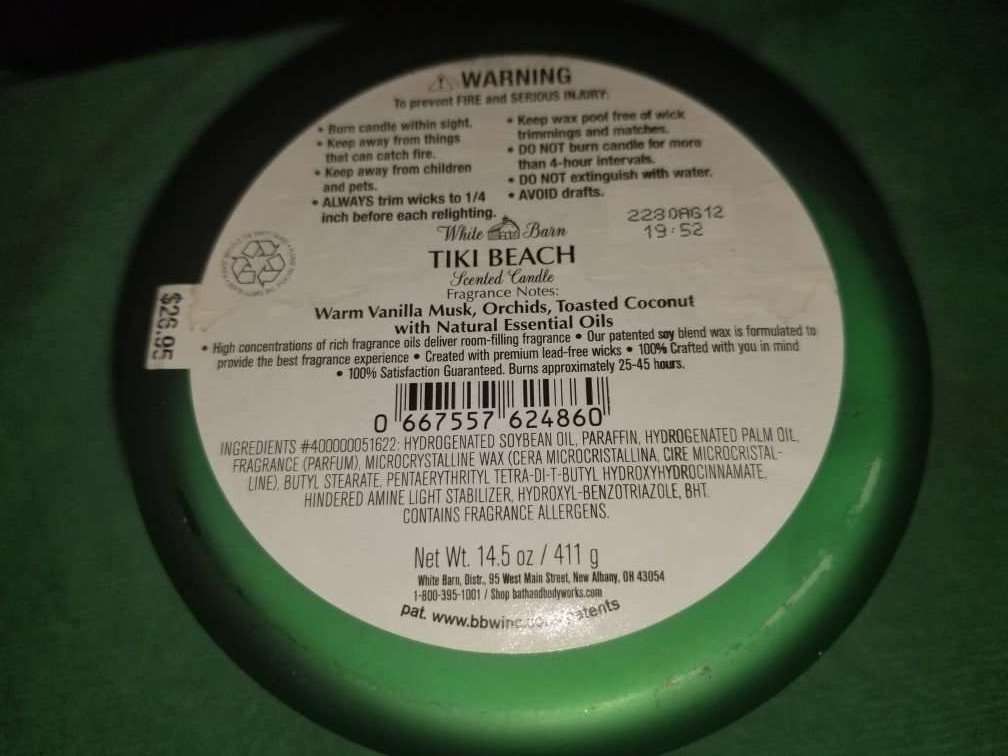 WARNING
To prevent FIRE and SERIOUS INJURY:
• Burn candle within sight.
• Keep away from things
that can catch fire.
• Keep away from children
and pets.
• ALWAYS trim wicks to 1/4
inch before each relighting.
• Keep wax pool free of wick
trimmings and matches.
• DO NOT burn candle for more
than 4-hour intervals.
• DO NOT extinguish with water.
• AVOID drafts.
2230AG12
19:52
White Barn
TIKI BEACH
Scented Candle
Fragrance Notes:
Warm Vanilla Musk, Orchids, Toasted Coconut
with Natural Essential Oils
• High concentrations of rich fragrance oils deliver room-filling fragrance • Our patented soy blend wax is formulated to
provide the best fragrance experience • Created with premium lead-free wicks • 100% Crafted with you in mind
• 100% Satisfaction Guaranteed. Burns approximately 25-45 hours.
$26.95
0 667557 624860
INGREDIENTS #400000051622: HYDROGENATED SOYBEAN OIL, PARAFFIN, HYDROGENATED PALM OIL,
FRAGRANCE (PARFUM), MICROCRYSTALLINE WAX (CERA MICROCRISTALLINA, CIRE MICROCRISTAL-
LINE), BUTYL STEARATE, PENTAERYTHRITYL TETRA-DI-T-BUTYL HYDROXYHYDROCINNAMATE,
HINDERED AMINE LIGHT STABILIZER, HYDROXYL-BENZOTRIAZOLE, BHT.
CONTAINS FRAGRANCE ALLERGENS.
Net Wt. 14.5 oz / 411 g
White Barn, Distr., 95 West Main Street, New Albany, OH 43054
1-800-395-1001 / Shop bathandbodyworks.com
pat. www.bbwinc